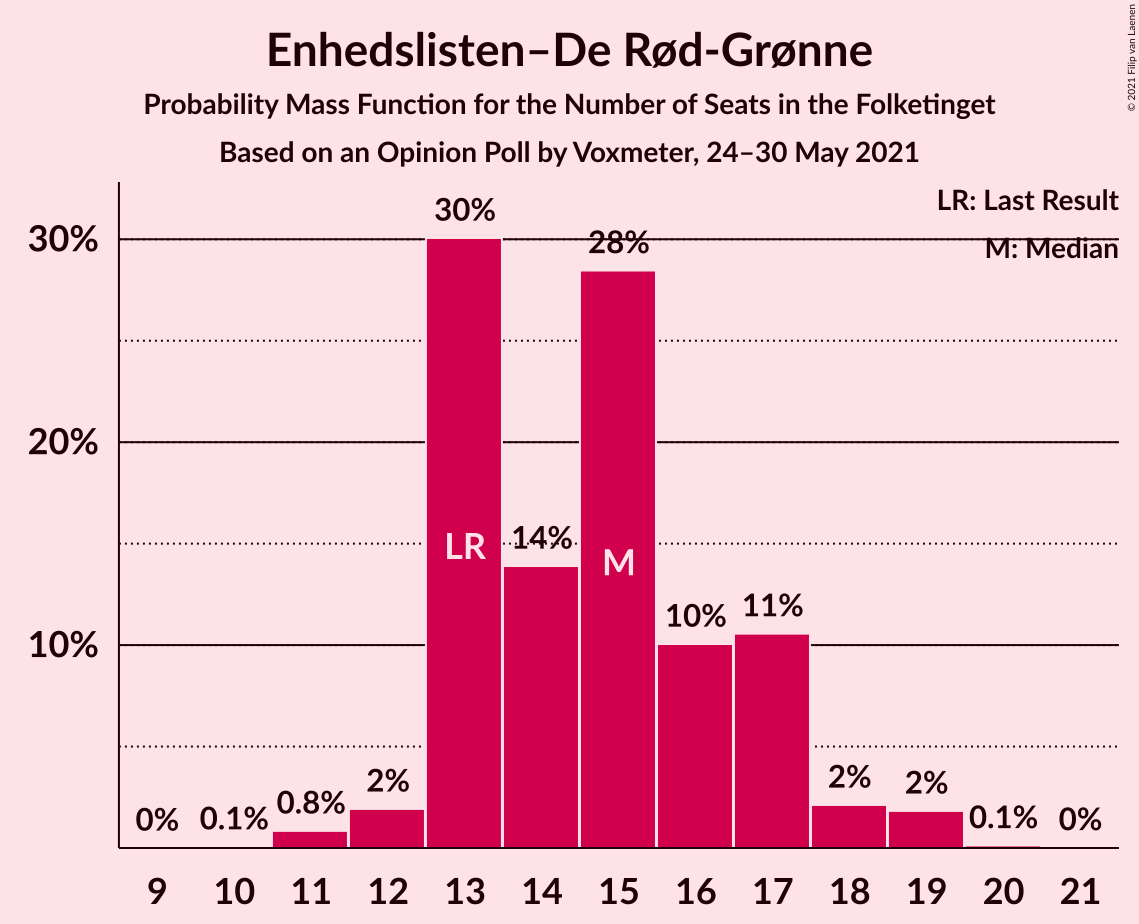 Enhedslisten–De Rød-Grønne
Probability Mass Function for the Number of Seats in the Folketinget
Based on an Opinion Poll by Voxmeter, 24–30 May 2021
© 2021 Filip van Laenen
LR: Last Result
M: Median
30%
20%
10%
0%
0.1%
0.8%
2%
30%
14%
28%
10%
11%
2%
2%
0.1%
0%
LR
M
9 10 11 12 13 14 15 16 17 18 19 20 21